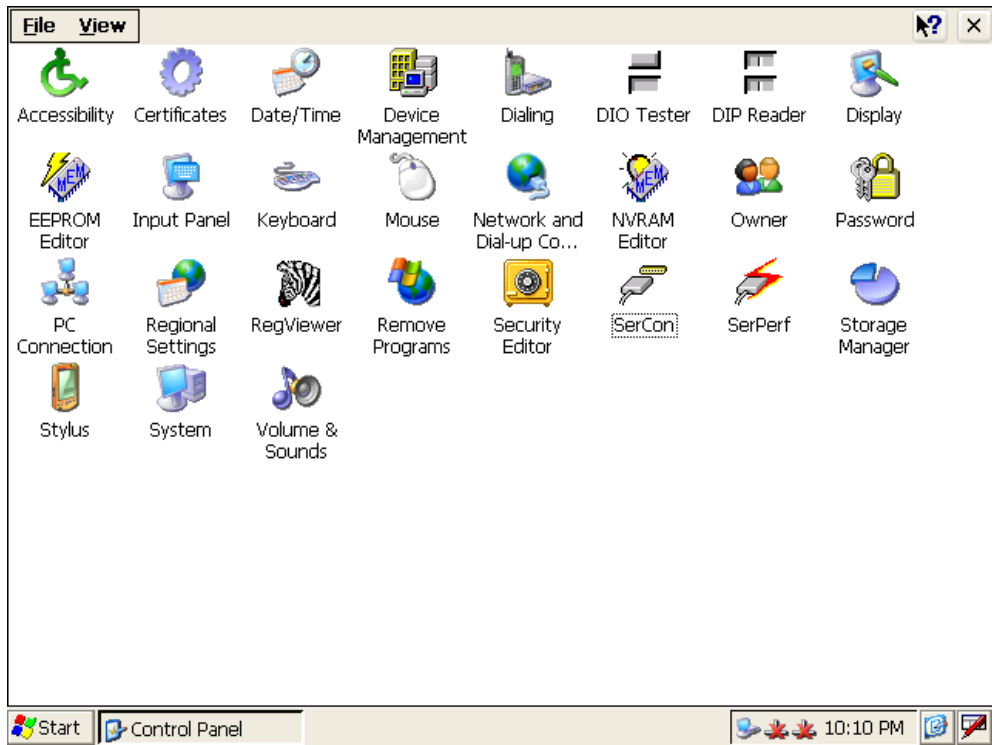 File View
Accessibility
Certificates
Date/Time
Device
Management
Dialing
DIO Tester
DIP Reader
Display
EEPROM
Editor
Input Panel
Keyboard
Mouse
Network and
Dial-up Co...
NVRAM
Editor
Owner
Password
PC
Connection
Regional
Settings
RegViewer
Remove
Programs
Security
Editor
SerCon
SerPerf
Storage
Manager
Stylus
System
Volume &
Sounds
Start
Control Panel
10:10 PM